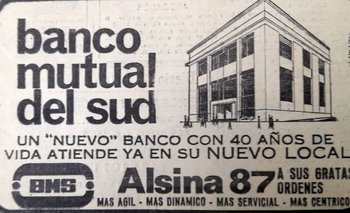 banco
mutual
del sud
UN "NUEVO" BANCO CON 40 AÑOS DE
VIDA ATIENDE YA EN SU NUEVO LOCAL
BMS
Alsina 87
A SUS GRATAS
ORDENES
MAS AGIL - MAS DINAMICO - MAS SERVICIAL - MAS CENTRICO